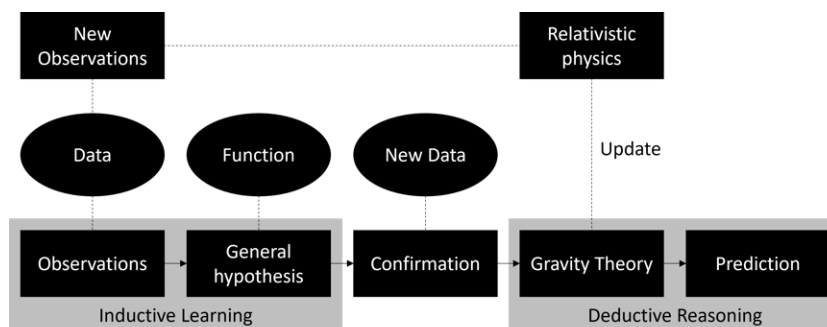 New
Observations
Relativistic
physics
Data
Function
New Data
Update
Observations
General
hypothesis
Confirmation
Gravity Theory
Prediction
Inductive Learning
Deductive Reasoning